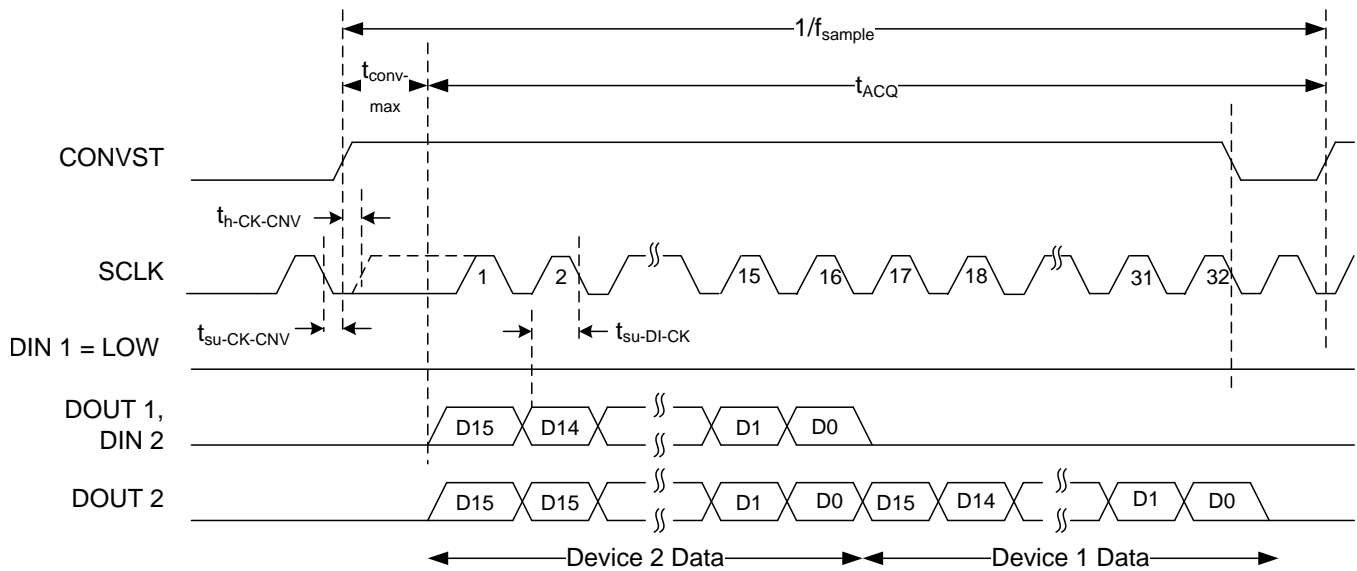 1/fsample
tconv-max
tACQ
CONVST
th-CK-CNV
SCLK
1 2 15 16 17 18 31 32
tsu-CK-CNV
tsu-DI-CK
DIN 1 = LOW
DOUT 1,
DIN 2
D15 D14 D1 D0
DOUT 2
D15 D15 D1 D0 D15 D14 D1 D0
Device 2 Data Device 1 Data